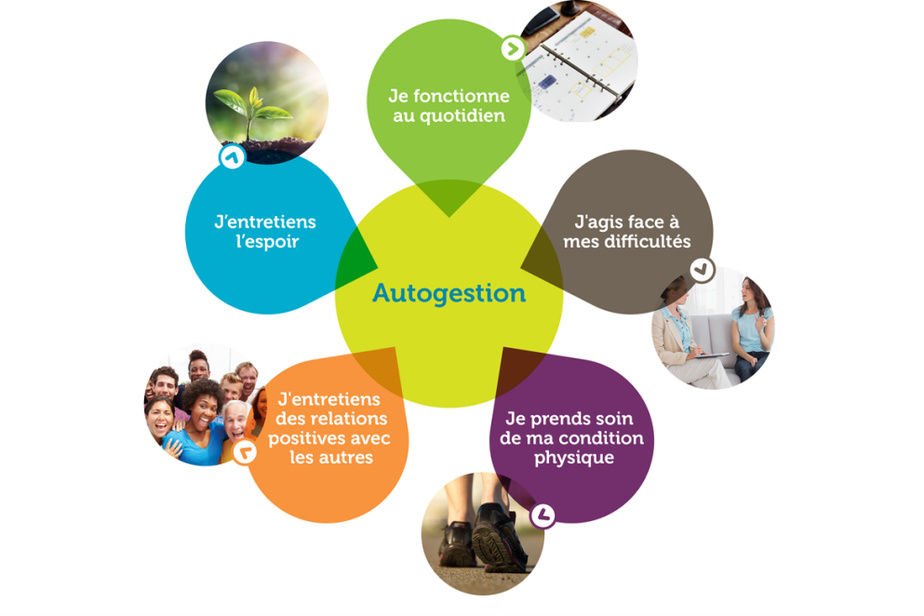 Je fonctionne
au quotidien
J'agis face à
mes difficultés
Je prends soin
de ma condition
physique
J'entretiens
des relations
positives avec
les autres
J’entretiens
l’espoir
Autogestion